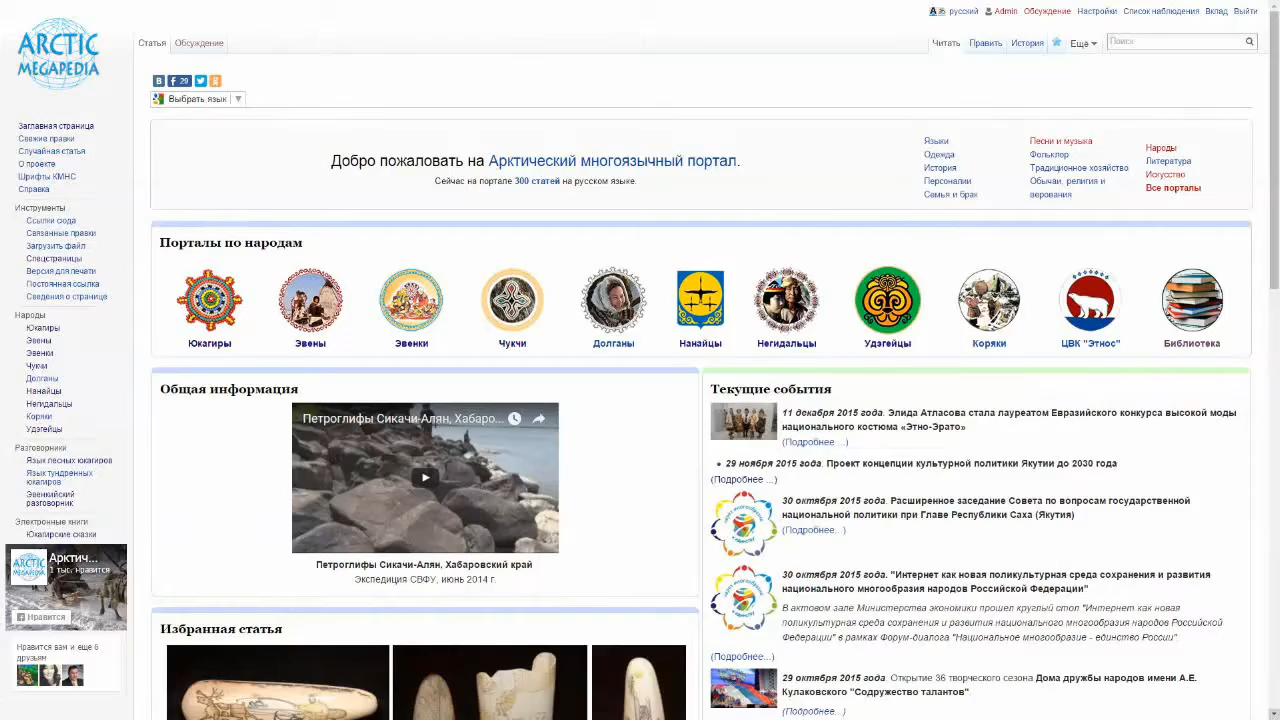 ARCTIC
MEGAPEDIA
русский Admin Обсуждение Настройки Список наблюдения Вклад Выйти
Статья Обсуждение
Читать Править История Ещё Поиск
29
Выбрать язык
Заглавная страница
Свежие правки
Случайная статья
О проекте
Шрифты КМНС
Справка
Инструменты
Ссылки сюда
Связанные правки
Загрузить файл
Спецстраницы
Версия для печати
Постоянная ссылка
Сведения о странице
Народы
Юкагиры
Эвены
Эвенки
Чукчи
Долганы
Нанайцы
Негидальцы
Коряки
Удэгейцы
Разговорники
Язык лесных юкагиров
Язык тундренных
юкагиров
Эвенкийский
разговорник
Электронные книги
Юкагирские сказки
ARCTIC
MEGAPEDIA
Арктич...
1 тыс. нравится
Нравится
Нравится вам и еще 6
друзьям
Добро пожаловать на Арктический многоязычный портал.
Сейчас на портале 300 статей на русском языке.
Языки
Одежда
История
Персоналии
Семья и брак
Песни и музыка
Фольклор
Традиционное хозяйство
Обычаи, религия и
верования
Народы
Литература
Искусство
Все порталы
Порталы по народам
Юкагиры Эвены Эвенки Чукчи Долганы Нанайцы Негидальцы Удэгейцы Коряки ЦВК "Этнос" Библиотека
Общая информация
Петроглифы Сикачи-Алян, Хабаро...
Петроглифы Сикачи-Алян, Хабаровский край
Экспедиция СВФУ, июнь 2014 г.
Избранная статья
Текущие события
11 декабря 2015 года. Элида Атласова стала лауреатом Евразийского конкурса высокой моды
национального костюма «Этно-Эрато»
(Подробнее ...)
29 ноября 2015 года. Проект концепции культурной политики Якутии до 2030 года
(Подробнее ...)
30 октября 2015 года. Расширенное заседание Совета по вопросам государственной
национальной политики при Главе Республики Саха (Якутия)
(Подробнее...)
30 октября 2015 года. "Интернет как новая поликультурная среда сохранения и развития
национального многообразия народов Российской Федерации"
В актовом зале Министерства экономики прошел круглый стол "Интернет как новая
поликультурная среда сохранения и развития национального многообразия народов Российской
Федерации" в рамках Форум-диалога "Национальное многообразие - единство России"
(Подробнее...)
29 октября 2015 года. Открытие 36 творческого сезона Дома дружбы народов имени А.Е.
Кулаковского "Содружество талантов"
(Подробнее...)